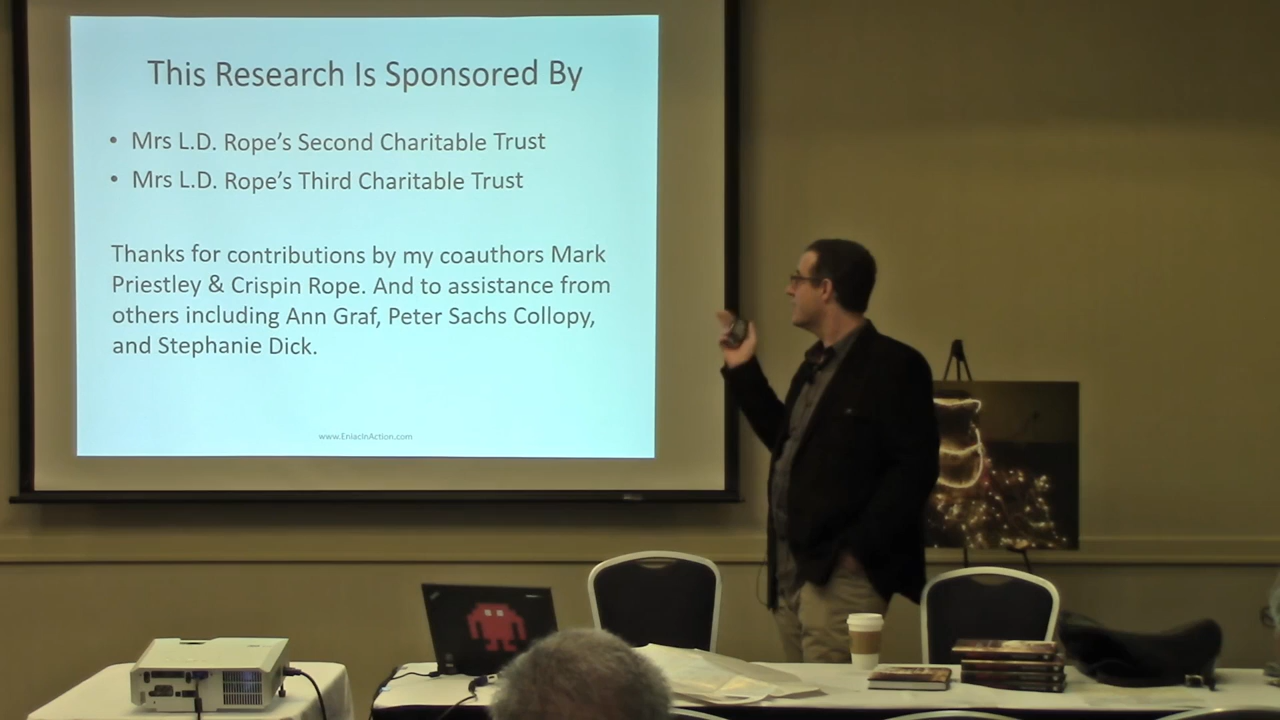 This Research Is Sponsored By
• Mrs L.D. Rope's Second Charitable Trust
• Mrs L.D. Rope's Third Charitable Trust
Thanks for contributions by my coauthors Mark
Priestley & Crispin Rope. And to assistance from
others including Ann Graf, Peter Sachs Collopy,
and Stephanie Dick.
www.EniacInAction.com